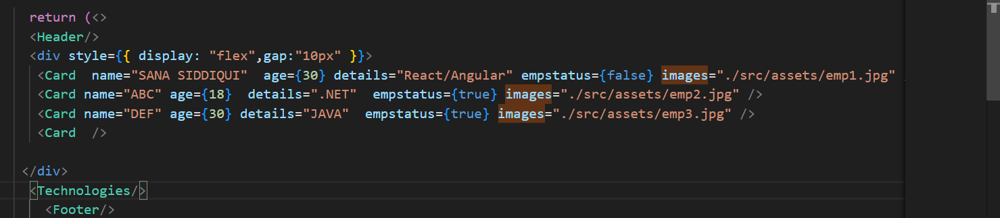 return (<>
<Header/>
<div style={{ display: "flex",gap:"10px" }}>
<Card  name="SANA SIDDIQUI"  age={30} details="React/Angular" empstatus={false} images="./src/assets/emp1.jpg"
<Card name="ABC" age={18}  details=".NET"  empstatus={true} images="./src/assets/emp2.jpg" />
<Card name="DEF" age={30} details="JAVA"  empstatus={true} images="./src/assets/emp3.jpg" />
<Card  />
</div>
<Technologies/>
<Footer/>